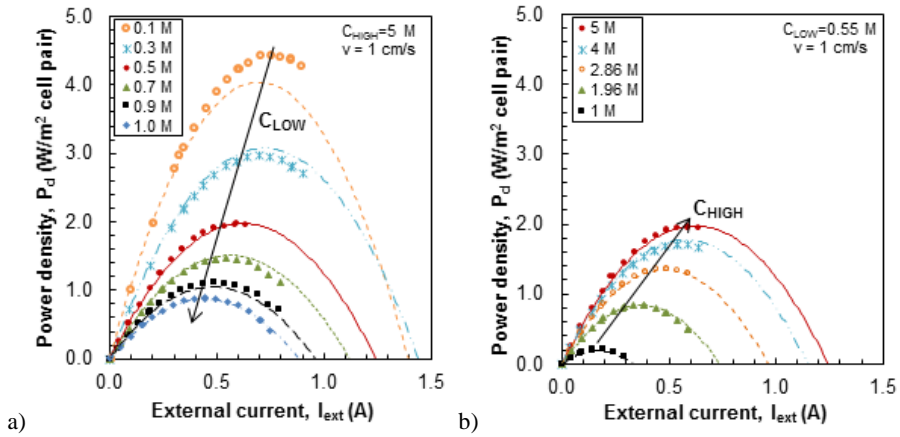 Power density, Pd (W/m² cell pair)
5.0
4.0
3.0
2.0
1.0
0.0
0.1 M
0.3 M
0.5 M
0.7 M
0.9 M
1.0 M
CHIGH=5 M
v = 1 cm/s
CLOW
0.0
0.5
1.0
1.5
External current, Iext (A)
a)
Power density, Pd (W/m² cell pair)
5.0
4.0
3.0
2.0
1.0
0.0
5 M
4 M
2.86 M
1.96 M
1 M
CLOW=0.55 M
v = 1 cm/s
CHIGH
0.0
0.5
1.0
1.5
External current, Iext (A)
b)